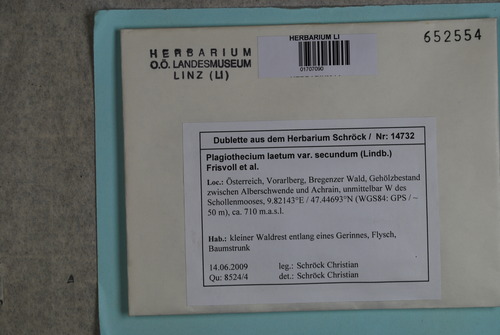 HERBARIUM
O.Ö. LANDESMUSEUM
LINZ (LI)
HERBARIUM LI
01707090
652554
Dublette aus dem Herbarium Schröck / Nr: 14732
Plagiothecium laetum var. secundum (Lindb.)
Frisvoll et al.
Loc.: Österreich, Vorarlberg, Bregenzer Wald, Gehölzbestand
zwischen Alberschwende und Achrain, unmittelbar W des
Schollenmooses, 9.82143°E / 47.44693°N (WGS84: GPS / ~
50 m), ca. 710 m.a.s.l.
Hab.: kleiner Waldrest entlang eines Gerinnes, Flysch,
Baumstrunk
14.06.2009 leg.: Schröck Christian
Qu: 8524/4 det.: Schröck Christian